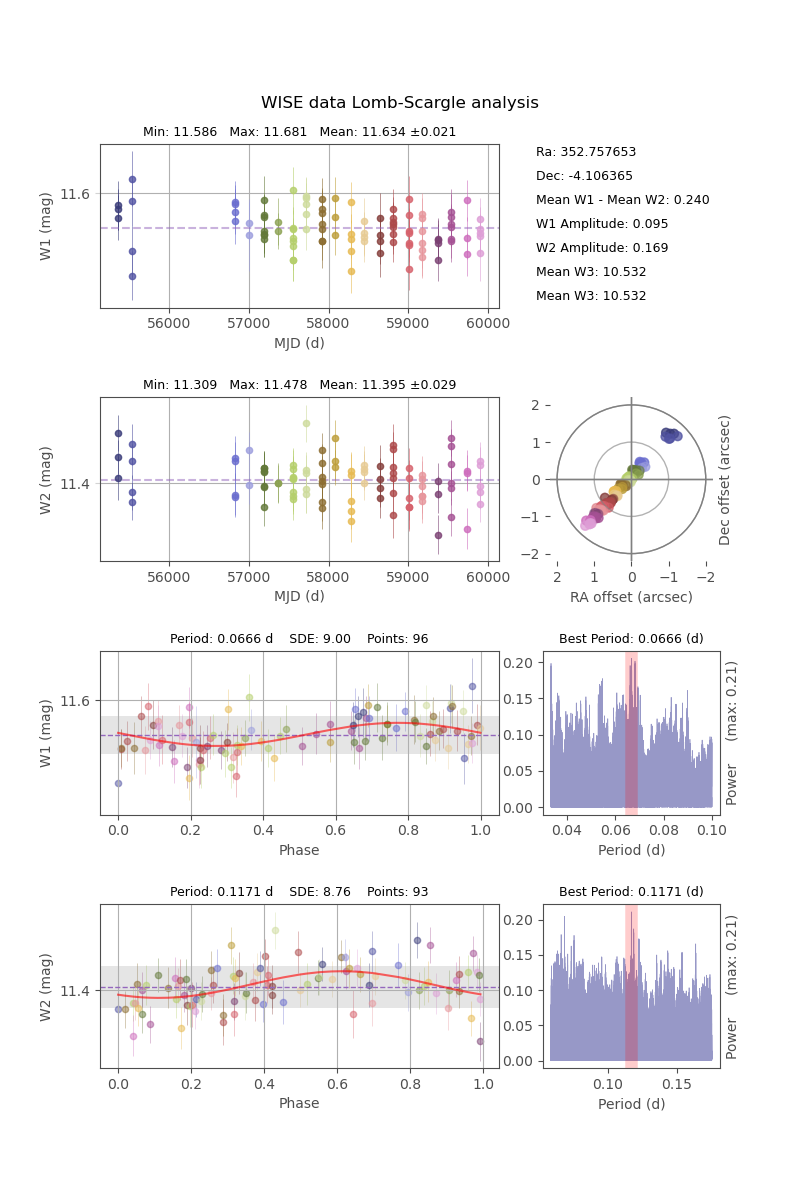 WISE data Lomb-Scargle analysis
Min: 11.586   Max: 11.681   Mean: 11.634 ±0.021
11.6
W1 (mag)
56000 57000 58000 59000 60000
MJD (d)
Ra: 352.757653
Dec: -4.106365
Mean W1 - Mean W2: 0.240
W1 Amplitude: 0.095
W2 Amplitude: 0.169
Mean W3: 10.532
Mean W3: 10.532
Min: 11.309   Max: 11.478   Mean: 11.395 ±0.029
11.4
W2 (mag)
56000 57000 58000 59000 60000
MJD (d)
2
1
0
−1
−2
2 1 0 −1 −2
RA offset (arcsec)
Dec offset (arcsec)
Period: 0.0666 d    SDE: 9.00    Points: 96
11.6
W1 (mag)
0.0 0.2 0.4 0.6 0.8 1.0
Phase
Best Period: 0.0666 (d)
0.20
0.15
0.10
0.05
0.00
0.04 0.06 0.08 0.10
Period (d)
Power     (max: 0.21)
Period: 0.1171 d    SDE: 8.76    Points: 93
11.4
W2 (mag)
0.0 0.2 0.4 0.6 0.8 1.0
Phase
Best Period: 0.1171 (d)
0.20
0.15
0.10
0.05
0.00
0.10 0.15
Period (d)
Power     (max: 0.21)